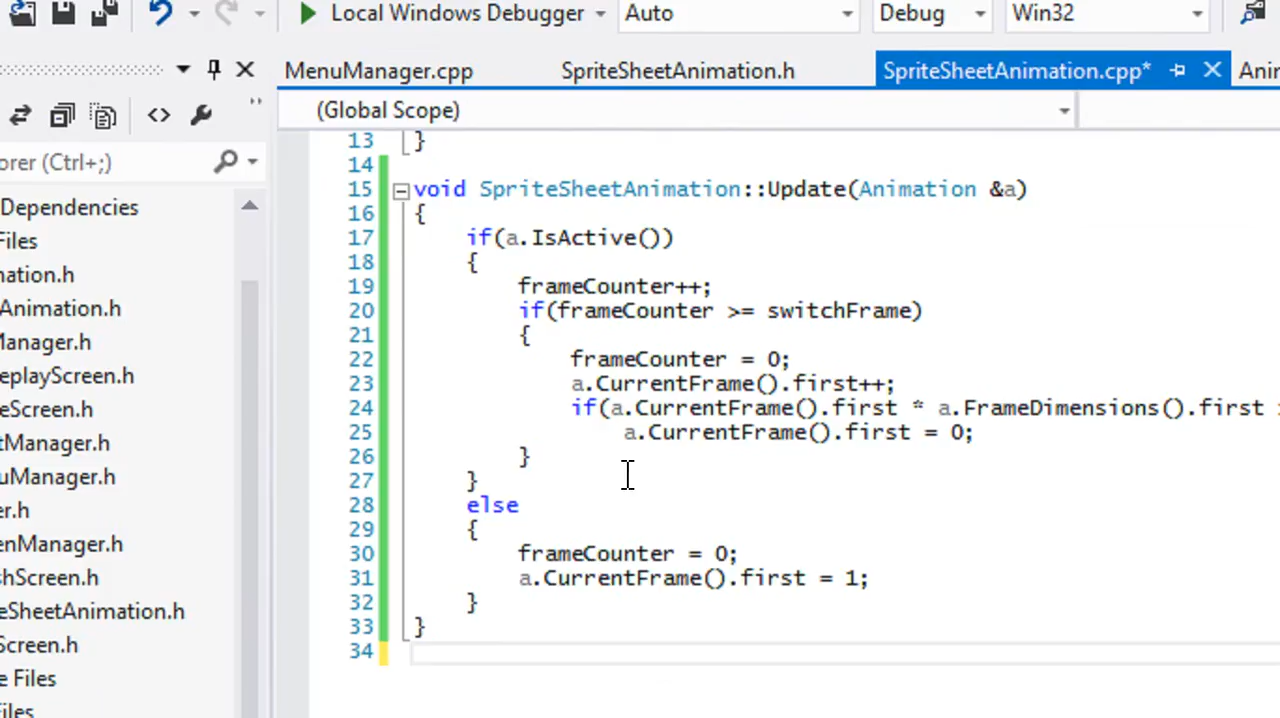 Local Windows Debugger Auto Debug Win32
MenuManager.cpp SpriteSheetAnimation.h SpriteSheetAnimation.cpp* Ani
(Global Scope)
orer (Ctrl+;)
Dependencies
Files
nation.h
Animation.h
Manager.h
eplayScreen.h
eScreen.h
tManager.h
uManager.h
er.h
enManager.h
hScreen.h
eSheetAnimation.h
Screen.h
e Files
Files
13 }
14
15 void SpriteSheetAnimation::Update(Animation &a)
16 {
17 if(a.IsActive())
18 {
19 frameCounter++;
20 if(frameCounter >= switchFrame)
21 {
22 frameCounter = 0;
23 a.CurrentFrame().first++;
24 if(a.CurrentFrame().first * a.FrameDimensions().first
25 a.CurrentFrame().first = 0;
26 }
27 }
28 else
29 {
30 frameCounter = 0;
31 a.CurrentFrame().first = 1;
32 }
33 }
34